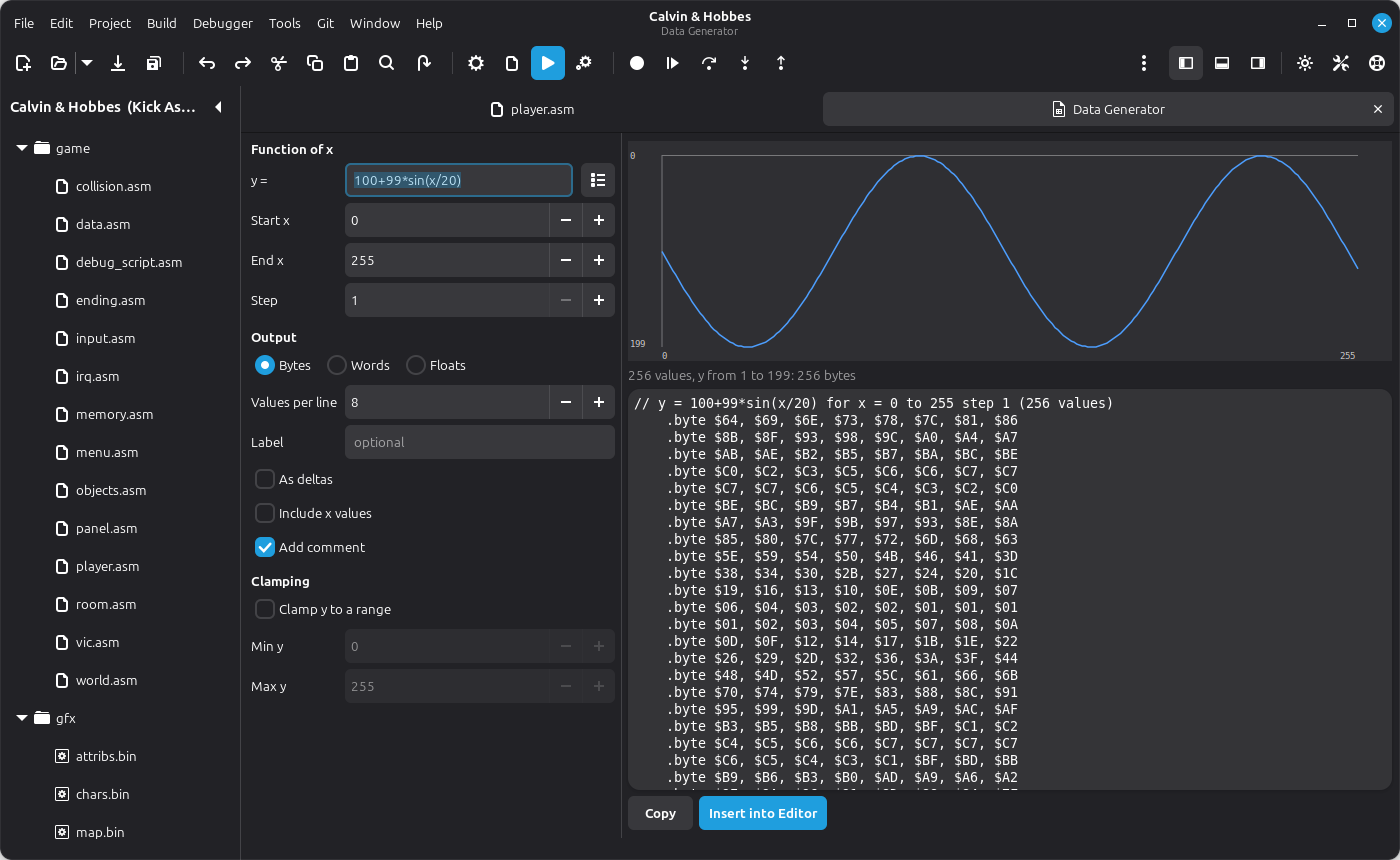 Calvin & Hobbes
Data Generator
File Edit Project Build Debugger Tools Git Window Help
Calvin & Hobbes (Kick As…
game
collision.asm
data.asm
debug_script.asm
ending.asm
input.asm
irq.asm
memory.asm
menu.asm
objects.asm
panel.asm
player.asm
room.asm
vic.asm
world.asm
gfx
attribs.bin
chars.bin
map.bin
player.asm
Data Generator
Function of x
y = 100+99*sin(x/20)
Start x 0
End x 255
Step 1
Output
Bytes Words Floats
Values per line 8
Label optional
As deltas
Include x values
Add comment
Clamping
Clamp y to a range
Min y 0
Max y 255
0
199
0 255
256 values, y from 1 to 199: 256 bytes
// y = 100+99*sin(x/20) for x = 0 to 255 step 1 (256 values)
.byte $64, $69, $6E, $73, $78, $7C, $81, $86
.byte $8B, $8F, $93, $98, $9C, $A0, $A4, $A7
.byte $AB, $AE, $B2, $B5, $B7, $BA, $BC, $BE
.byte $C0, $C2, $C3, $C5, $C6, $C6, $C7, $C7
.byte $C7, $C7, $C6, $C5, $C4, $C3, $C2, $C0
.byte $BE, $BC, $B9, $B7, $B4, $B1, $AE, $AA
.byte $A7, $A3, $9F, $9B, $97, $93, $8E, $8A
.byte $85, $80, $7C, $77, $72, $6D, $68, $63
.byte $5E, $59, $54, $50, $4B, $46, $41, $3D
.byte $38, $34, $30, $2B, $27, $24, $20, $1C
.byte $19, $16, $13, $10, $0E, $0B, $09, $07
.byte $06, $04, $03, $02, $02, $01, $01, $01
.byte $01, $02, $03, $04, $05, $07, $08, $0A
.byte $0D, $0F, $12, $14, $17, $1B, $1E, $22
.byte $26, $29, $2D, $32, $36, $3A, $3F, $44
.byte $48, $4D, $52, $57, $5C, $61, $66, $6B
.byte $70, $74, $79, $7E, $83, $88, $8C, $91
.byte $95, $99, $9D, $A1, $A5, $A9, $AC, $AF
.byte $B3, $B5, $B8, $BB, $BD, $BF, $C1, $C2
.byte $C4, $C5, $C6, $C6, $C7, $C7, $C7, $C7
.byte $C6, $C5, $C4, $C3, $C1, $BF, $BD, $BB
.byte $B9, $B6, $B3, $B0, $AD, $A9, $A6, $A2
Copy
Insert into Editor